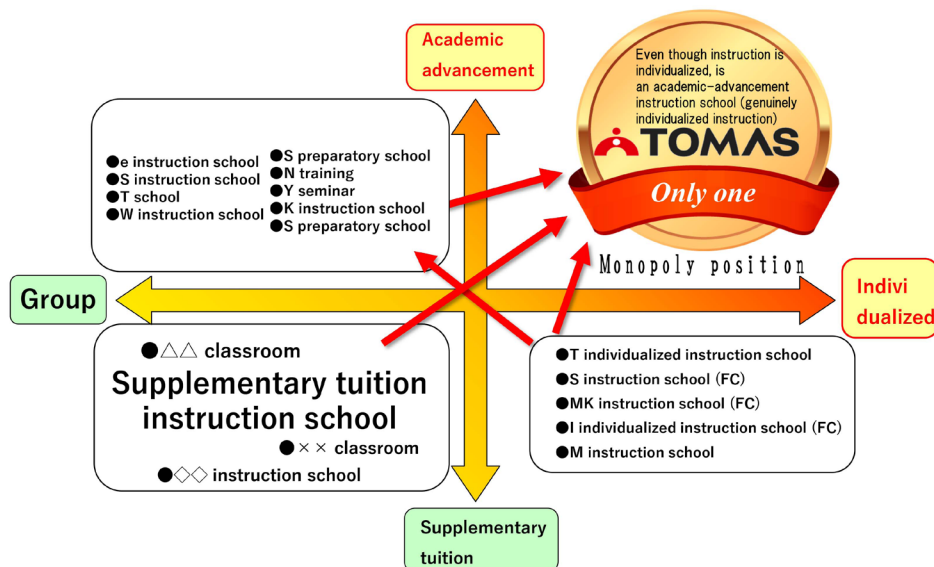 Academic
advancement
Even though instruction is
individualized, is
an academic-advancement
instruction school (genuinely
individualized instruction)
TOMAS
Only one
Monopoly position
●e instruction school
●S instruction school
●T school
●W instruction school
●S preparatory school
●N training
●Y seminar
●K instruction school
●S preparatory school
Group
Indivi
dualized
●△△ classroom
Supplementary tuition
instruction school
●×× classroom
●◇◇ instruction school
●T individualized instruction school
●S instruction school (FC)
●MK instruction school (FC)
●I individualized instruction school (FC)
●M instruction school
Supplementary
tuition